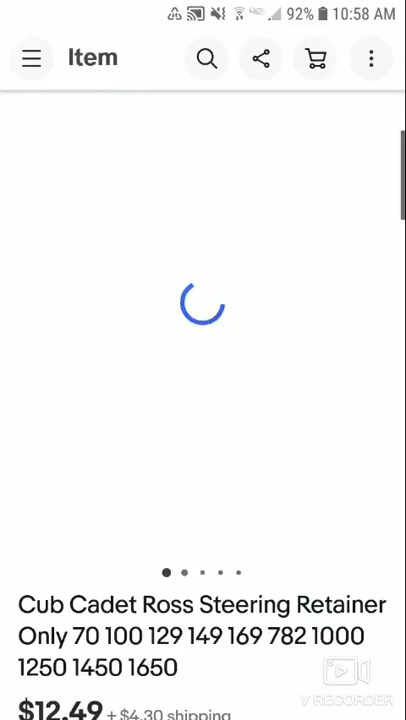 92% 10:58 AM
Item
Cub Cadet Ross Steering Retainer
Only 70 100 129 149 169 782 1000
1250 1450 1650
$12.49 + $4.30 shipping
V RECORDER